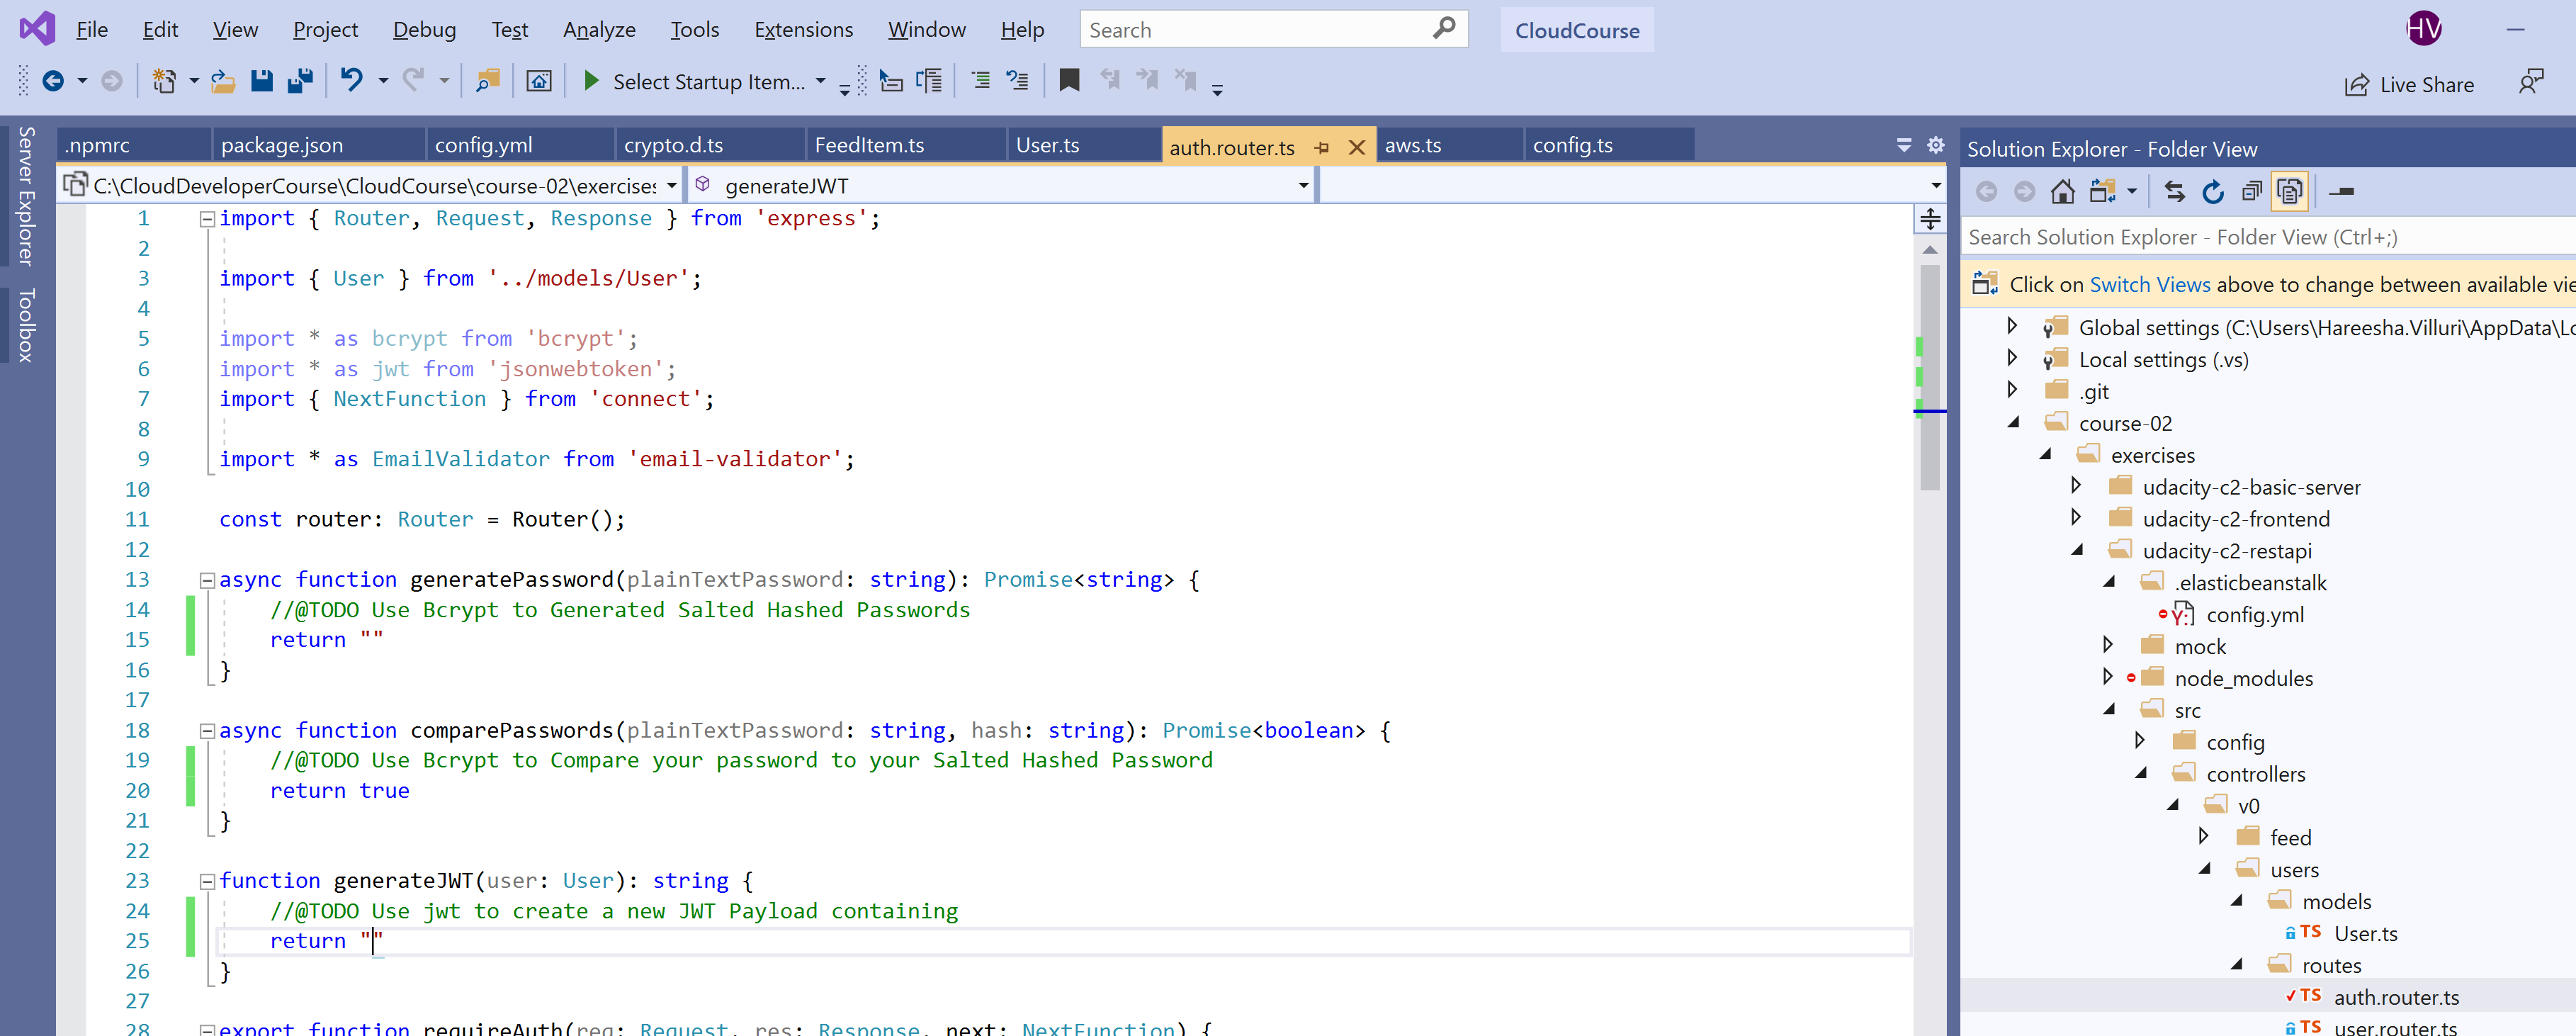 File Edit View Project Debug Test Analyze Tools Extensions Window Help Search CloudCourse HV
Select Startup Item... Live Share
Server Explorer
Toolbox
.npmrc package.json config.yml crypto.d.ts FeedItem.ts User.ts auth.router.ts aws.ts config.ts
C:\CloudDeveloperCourse\CloudCourse\course-02\exercises generateJWT
1 import { Router, Request, Response } from 'express';
2
3 import { User } from '../models/User';
4
5 import * as bcrypt from 'bcrypt';
6 import * as jwt from 'jsonwebtoken';
7 import { NextFunction } from 'connect';
8
9 import * as EmailValidator from 'email-validator';
10
11 const router: Router = Router();
12
13 async function generatePassword(plainTextPassword: string): Promise<string> {
14 //@TODO Use Bcrypt to Generated Salted Hashed Passwords
15 return ""
16 }
17
18 async function comparePasswords(plainTextPassword: string, hash: string): Promise<boolean> {
19 //@TODO Use Bcrypt to Compare your password to your Salted Hashed Password
20 return true
21 }
22
23 function generateJWT(user: User): string {
24 //@TODO Use jwt to create a new JWT Payload containing
25 return ""
26 }
27
28 export function requireAuth(req: Request, res: Response, next: NextFunction) {
Solution Explorer - Folder View
Search Solution Explorer - Folder View (Ctrl+;)
Click on Switch Views above to change between available vie
Global settings (C:\Users\Hareesha.Villuri\AppData\Lo
Local settings (.vs)
.git
course-02
exercises
udacity-c2-basic-server
udacity-c2-frontend
udacity-c2-restapi
.elasticbeanstalk
Y: config.yml
mock
node_modules
src
config
controllers
v0
feed
users
models
TS User.ts
routes
TS auth.router.ts
TS user.router.ts